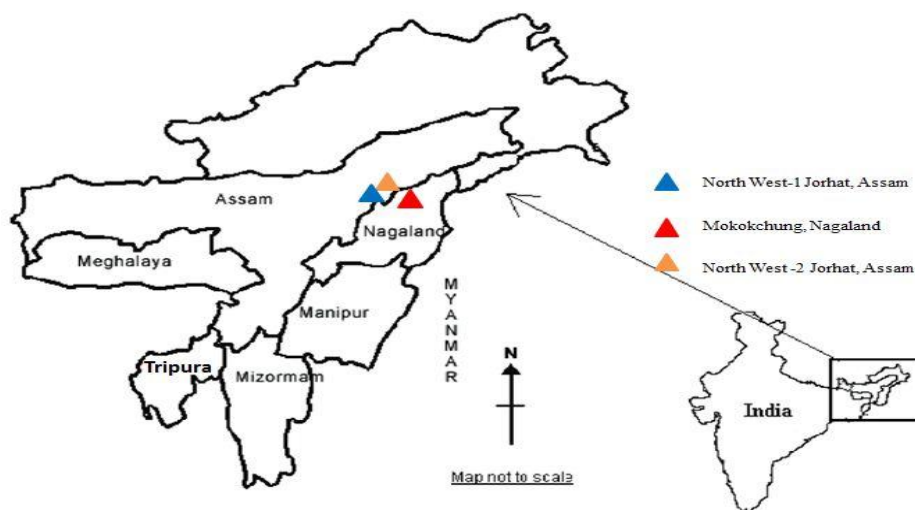 Assam
Nagaland
Meghalaya
Manipur
MYANMAR
Tripura
Mizormam
N
Map not to scale
North West-1 Jorhat, Assam
Mokokchung, Nagaland
North West -2 Jorhat, Assam
India